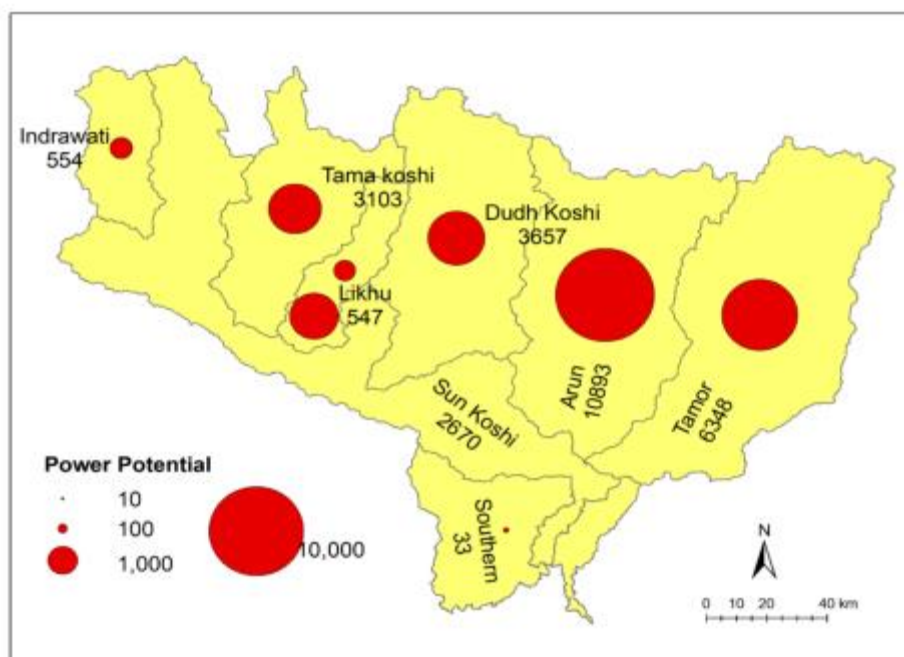 Indrawati
554
Tama koshi
3103
Dudh Koshi
3657
Likhu
547
Arun
10893
Tamor
6348
Sun Koshi
2670
Southern
33
Power Potential
10
100
1,000
10,000
N
0 10 20 40 km